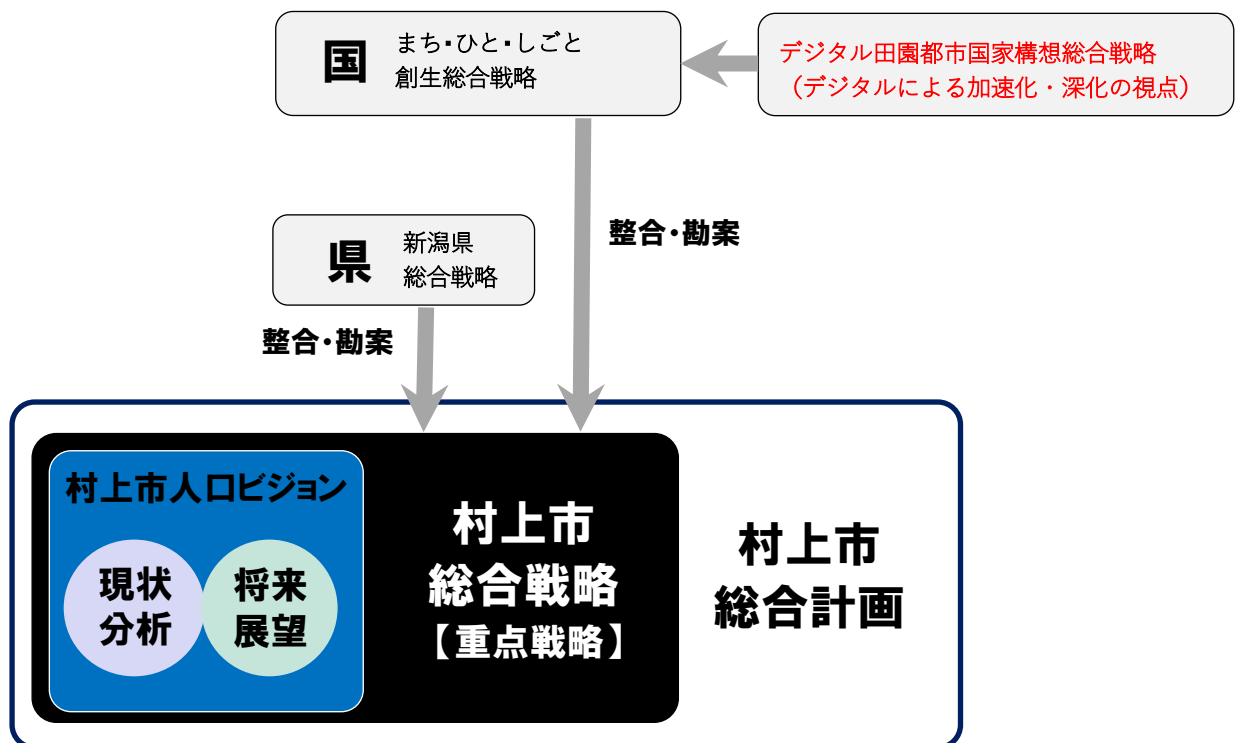 国
まち・ひと・しごと
創生総合戦略
デジタル田園都市国家構想総合戦略
（デジタルによる加速化・深化の視点）
整合・勘案
県
新潟県
総合戦略
整合・勘案
村上市人口ビジョン
現状
分析
将来
展望
村上市
総合戦略
【重点戦略】
村上市
総合計画